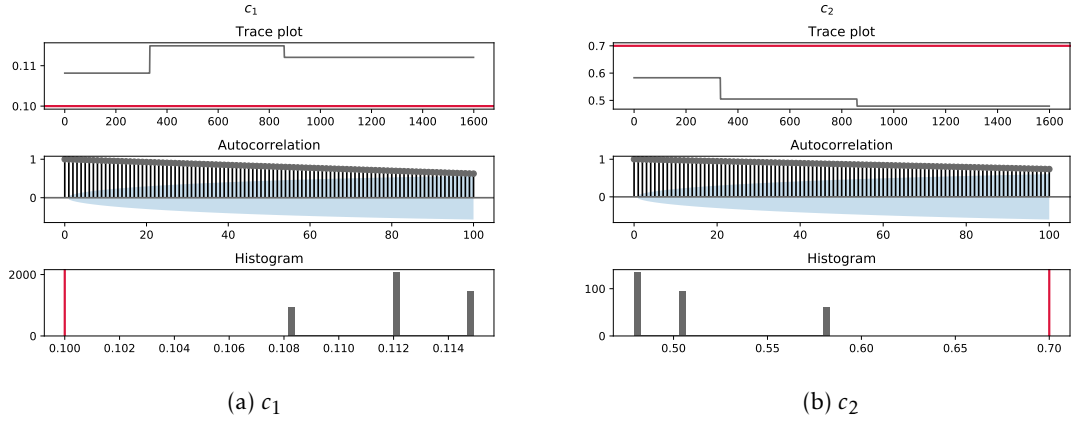 c1
Trace plot
0.11
0.10
0 200 400 600 800 1000 1200 1400 1600
Autocorrelation
1
0
0 20 40 60 80 100
Histogram
2000
0
0.100 0.102 0.104 0.106 0.108 0.110 0.112 0.114
(a) c1
c2
Trace plot
0.7
0.6
0.5
0 200 400 600 800 1000 1200 1400 1600
Autocorrelation
1
0
0 20 40 60 80 100
Histogram
100
0
0.50 0.55 0.60 0.65 0.70
(b) c2